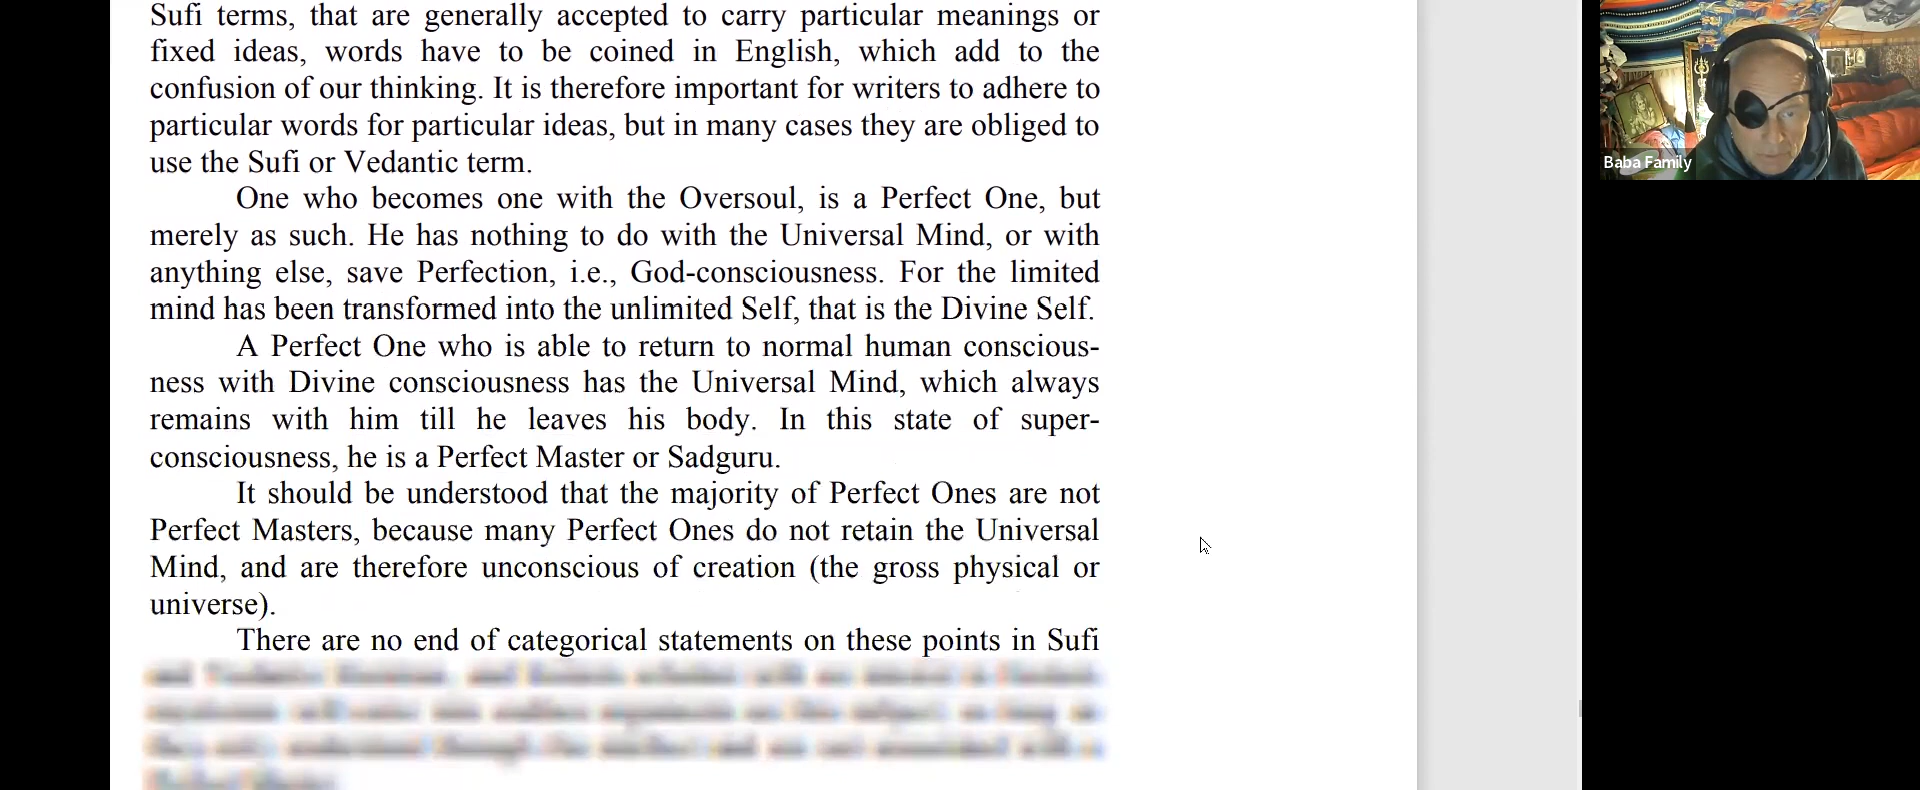 Sufi terms, that are generally accepted to carry particular meanings or
fixed ideas, words have to be coined in English, which add to the
confusion of our thinking. It is therefore important for writers to adhere to
particular words for particular ideas, but in many cases they are obliged to
use the Sufi or Vedantic term.
One who becomes one with the Oversoul, is a Perfect One, but
merely as such. He has nothing to do with the Universal Mind, or with
anything else, save Perfection, i.e., God-consciousness. For the limited
mind has been transformed into the unlimited Self, that is the Divine Self.
A Perfect One who is able to return to normal human conscious-
ness with Divine consciousness has the Universal Mind, which always
remains with him till he leaves his body. In this state of super-
consciousness, he is a Perfect Master or Sadguru.
It should be understood that the majority of Perfect Ones are not
Perfect Masters, because many Perfect Ones do not retain the Universal
Mind, and are therefore unconscious of creation (the gross physical or
universe).
There are no end of categorical statements on these points in Sufi
Baba Family